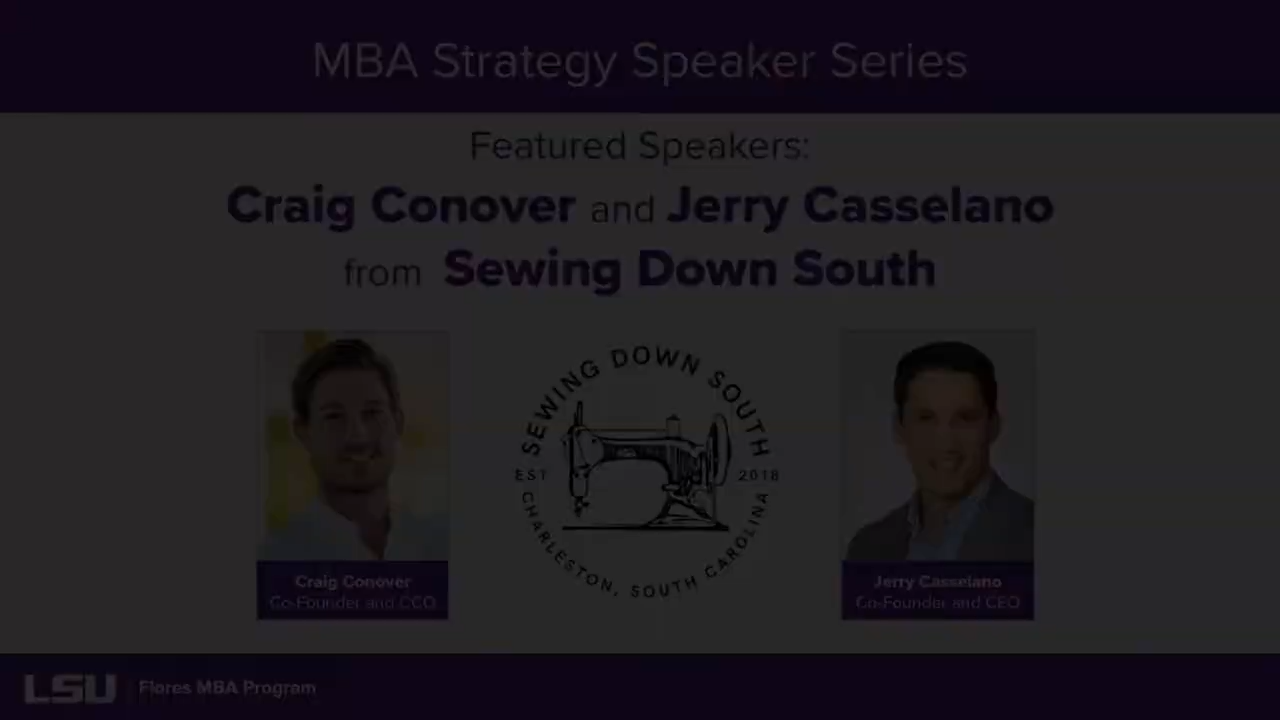 MBA Strategy Speaker Series
Featured Speakers:
Craig Conover and Jerry Casselano
from Sewing Down South
SEWING DOWN SOUTH
EST 2018
CHARLESTON, SOUTH CAROLINA
Craig Conover
Co-Founder and CCO
Jerry Casselano
Co-Founder and CEO
LSU Flores MBA Program